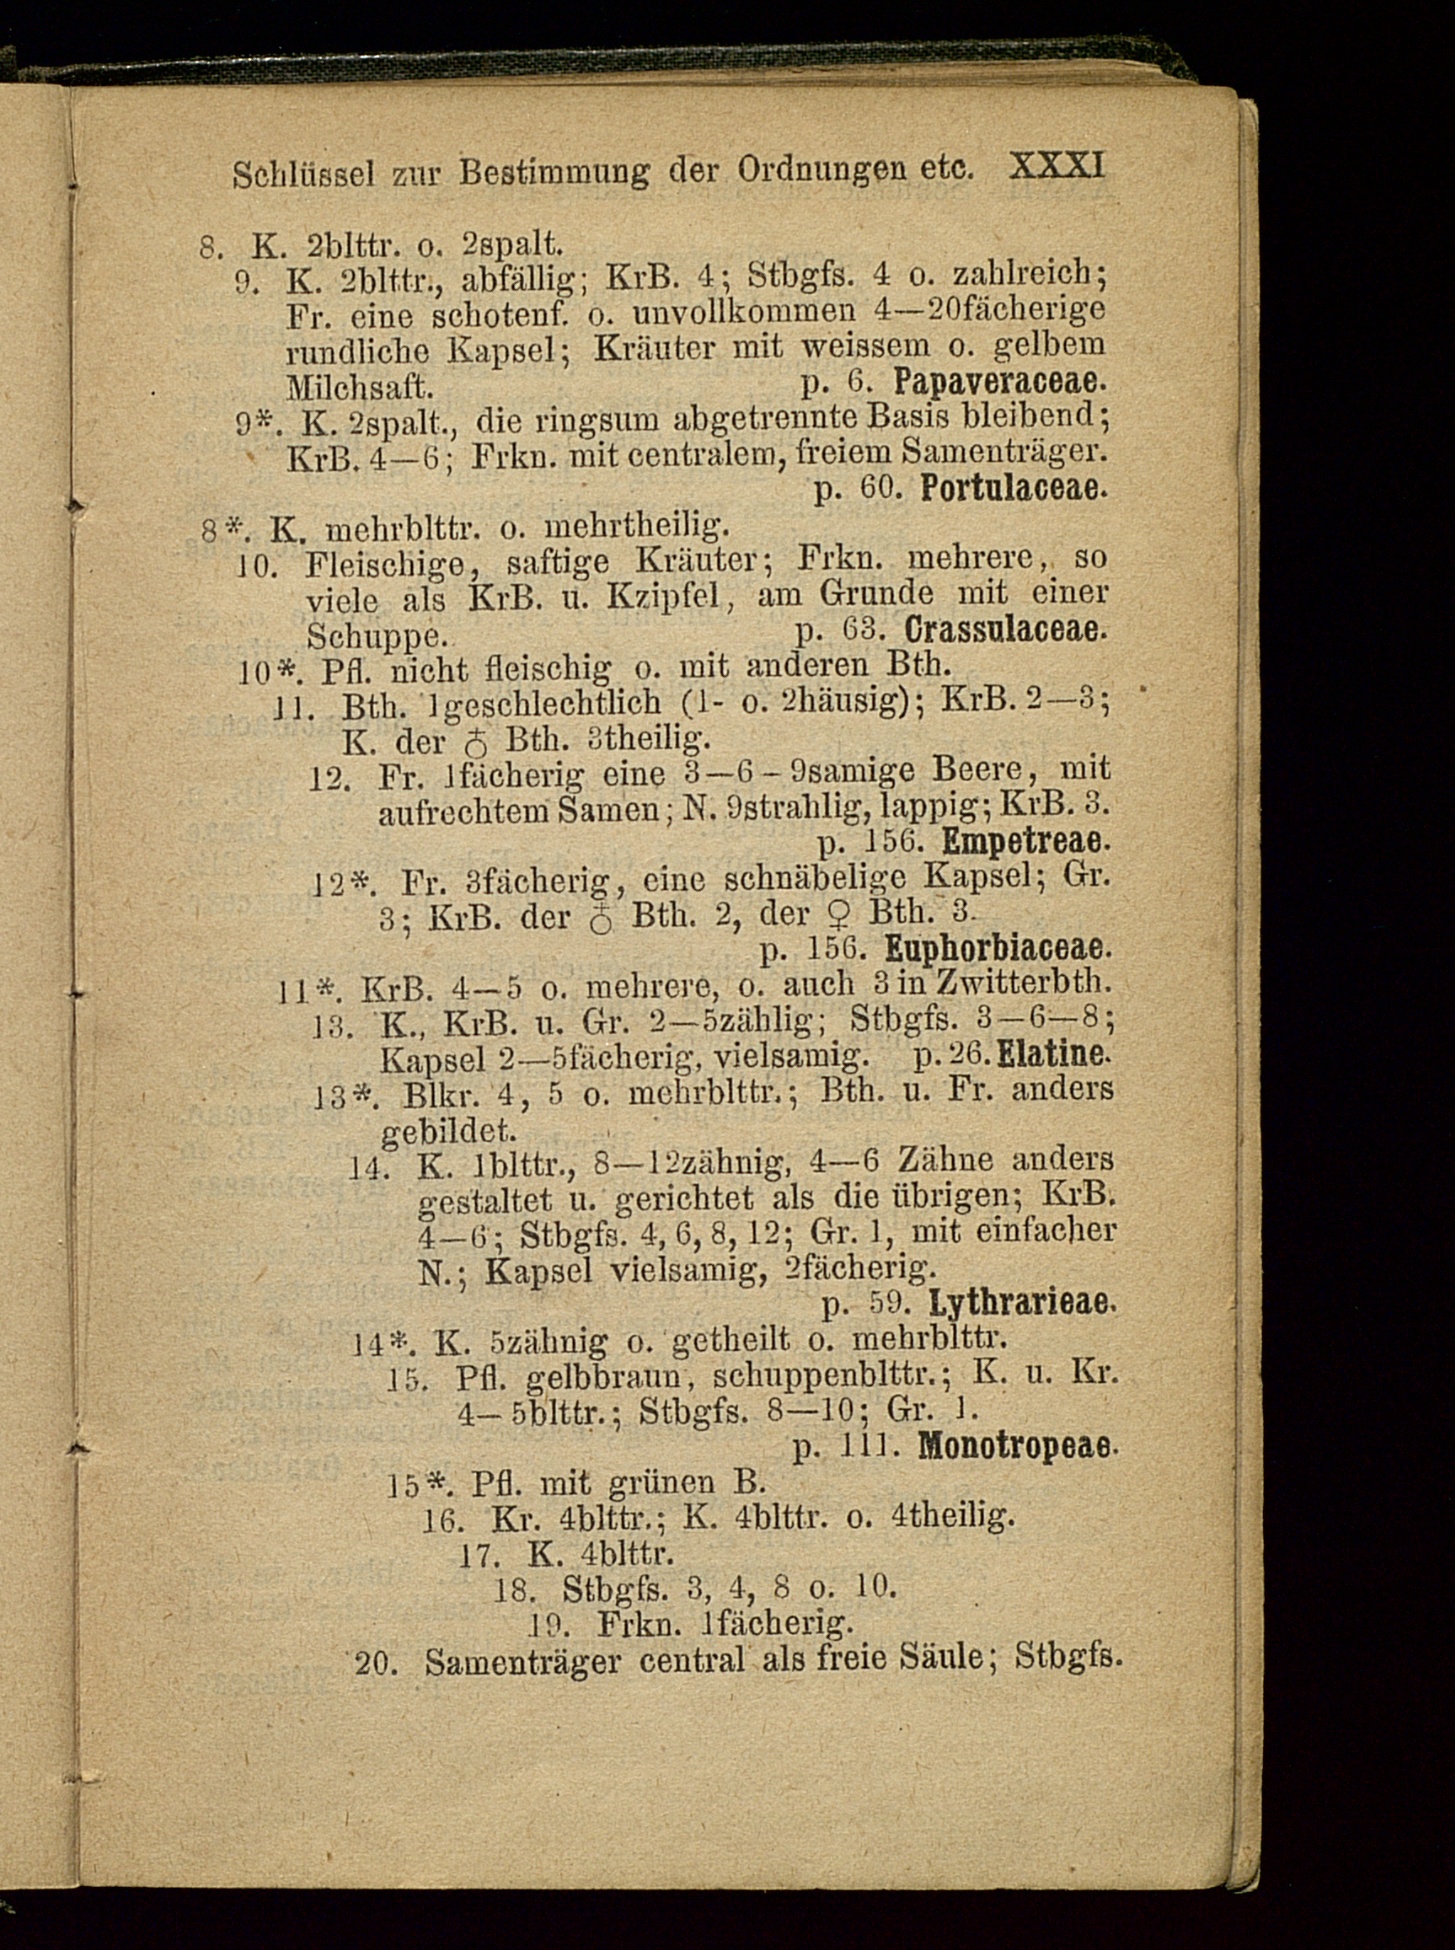 Schlüssel zur Bestimmung der Ordnungen etc. XXXI
8. K. 2blttr. o. 2spalt.
9. K. 2blttr., abfällig; KrB. 4; Stbgfs. 4 o. zahlreich;
Fr. eine schotenf. o. unvollkommen 4—20fächerige
rundliche Kapsel; Kräuter mit weissem o. gelbem
Milchsaft. p. 6. Papaveraceae.
9*. K. 2spalt., die ringsum abgetrennte Basis bleibend;
KrB. 4—6; Frkn. mit centralem, freiem Samenträger.
p. 60. Portulaceae.
8*. K. mehrblttr. o. mehrtheilig.
10. Fleischige, saftige Kräuter; Frkn. mehrere, so
viele als KrB. u. Kzipfel, am Grunde mit einer
Schuppe. p. 63. Crassulaceae.
10*. Pfl. nicht fleischig o. mit anderen Bth.
11. Bth. 1geschlechtlich (1- o. 2häusig); KrB. 2—3;
K. der ♂ Bth. 3theilig.
12. Fr. 1fächerig eine 3—6–9samige Beere, mit
aufrechtem Samen; N. 9strahlig, lappig; KrB. 3.
p. 156. Empetreae.
12*. Fr. 3fächerig, eine schnäbelige Kapsel; Gr.
3; KrB. der ♂ Bth. 2, der ♀ Bth. 3.
p. 156. Euphorbiaceae.
11*. KrB. 4—5 o. mehrere, o. auch 3 in Zwitterbth.
13. K., KrB. u. Gr. 2—5zählig; Stbgfs. 3—6—8;
Kapsel 2—5fächerig, vielsamig. p. 26. Elatine.
13*. Blkr. 4, 5 o. mehrblttr.; Bth. u. Fr. anders
gebildet.
14. K. 1blttr., 8—12zähnig, 4—6 Zähne anders
gestaltet u. gerichtet als die übrigen; KrB.
4—6; Stbgfs. 4, 6, 8, 12; Gr. 1, mit einfacher
N.; Kapsel vielsamig, 2fächerig.
p. 59. Lythrarieae.
14*. K. 5zähnig o. getheilt o. mehrblttr.
15. Pfl. gelbbraun, schuppenblttr.; K. u. Kr.
4—5blttr.; Stbgfs. 8—10; Gr. 1.
p. 111. Monotropeae.
15*. Pfl. mit grünen B.
16. Kr. 4blttr.; K. 4blttr. o. 4theilig.
17. K. 4blttr.
18. Stbgfs. 3, 4, 8 o. 10.
19. Frkn. 1fächerig.
20. Samenträger central als freie Säule; Stbgfs.